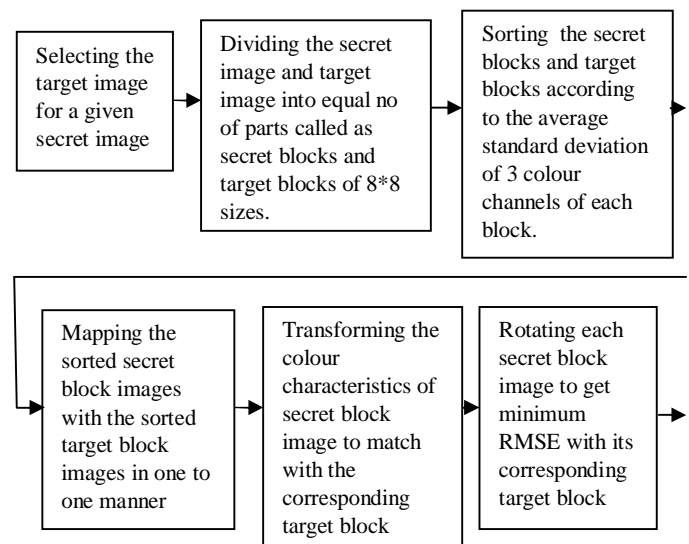 Selecting the
target image
for a given
secret image
Dividing the secret
image and target
image into equal no
of parts called as
secret blocks and
target blocks of 8*8
sizes.
Sorting the secret
blocks and target
blocks according
to the average
standard deviation
of 3 colour
channels of each
block.
Mapping the
sorted secret
block images
with the sorted
target block
images in one to
one manner
Transforming the
colour
characteristics of
secret block
image to match
with the
corresponding
target block
Rotating each
secret block
image to get
minimum
RMSE with its
corresponding
target block